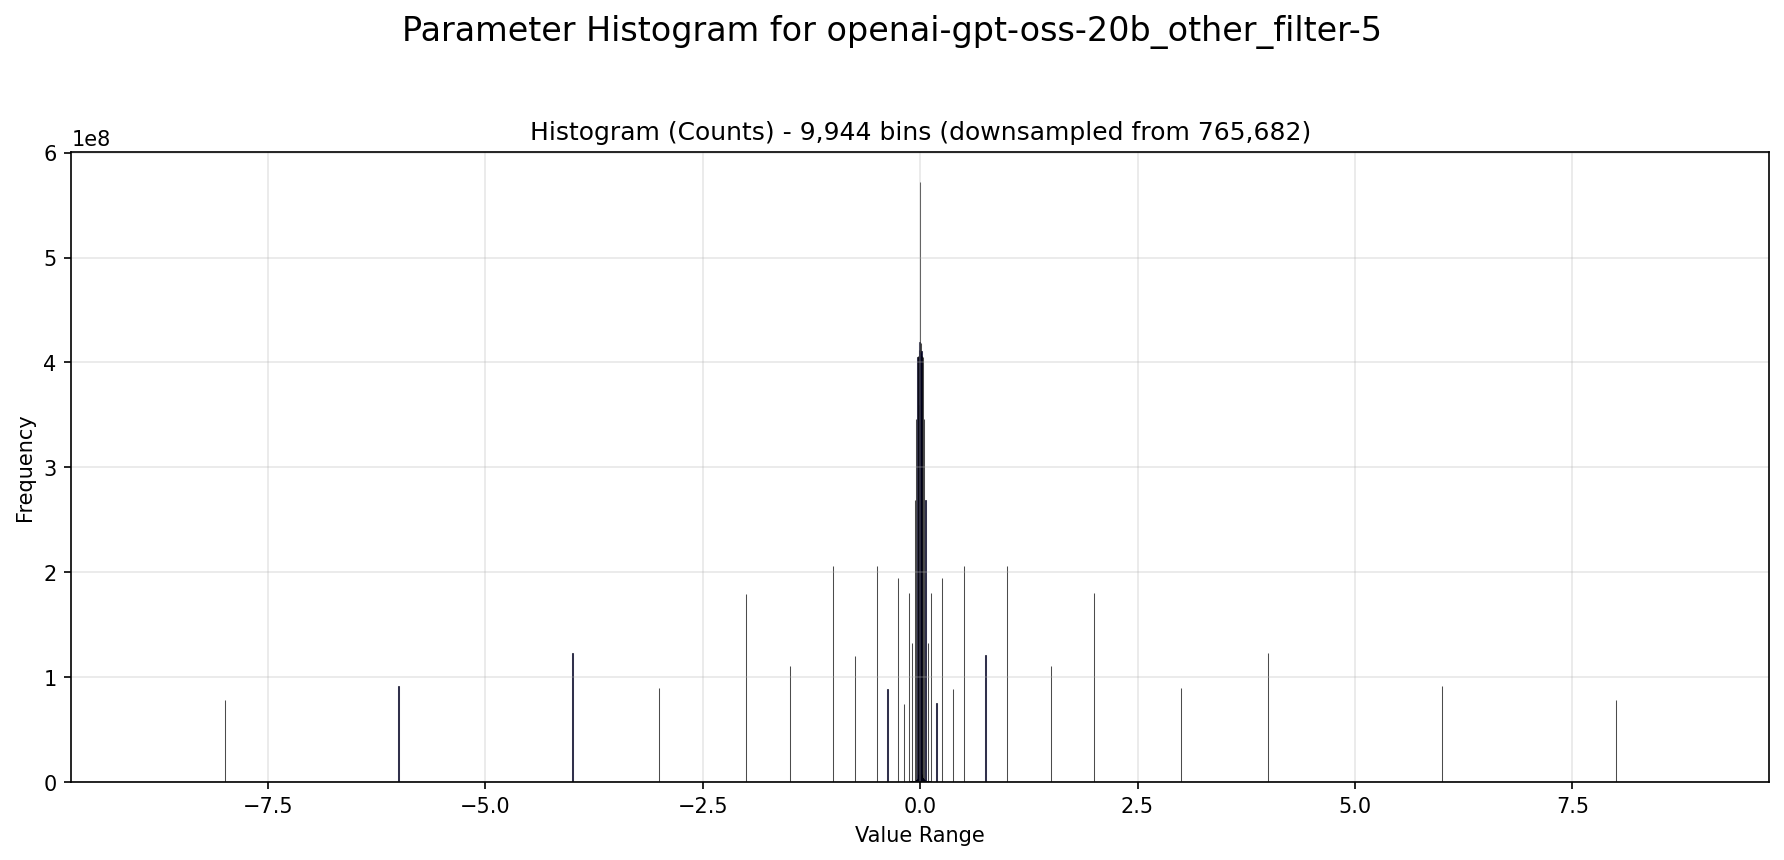 Parameter Histogram for openai-gpt-oss-20b_other_filter-5
Histogram (Counts) - 9,944 bins (downsampled from 765,682)
1e8
6
5
4
3
2
1
0
Frequency
−7.5 −5.0 −2.5 0.0 2.5 5.0 7.5
Value Range